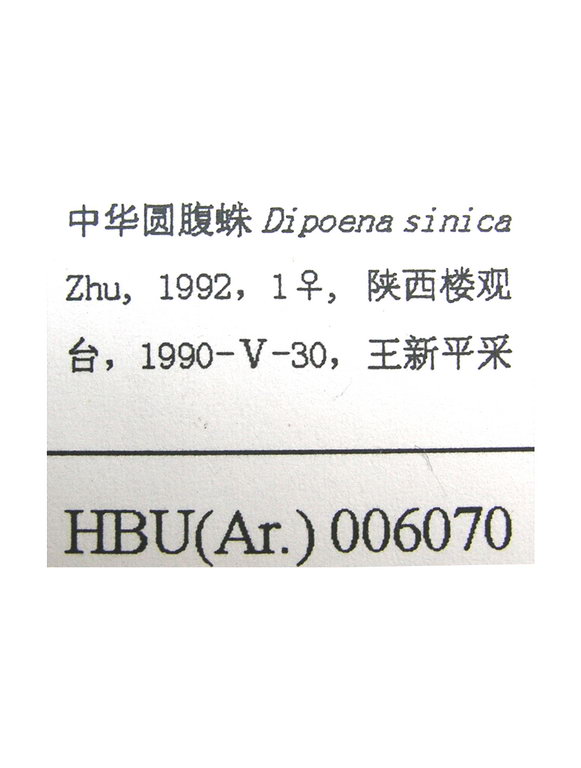 中华圆腹蛛 Dipoena sinica
Zhu, 1992, 1♀, 陕西楼观
台, 1990-V-30, 王新平采
HBU(Ar.) 006070